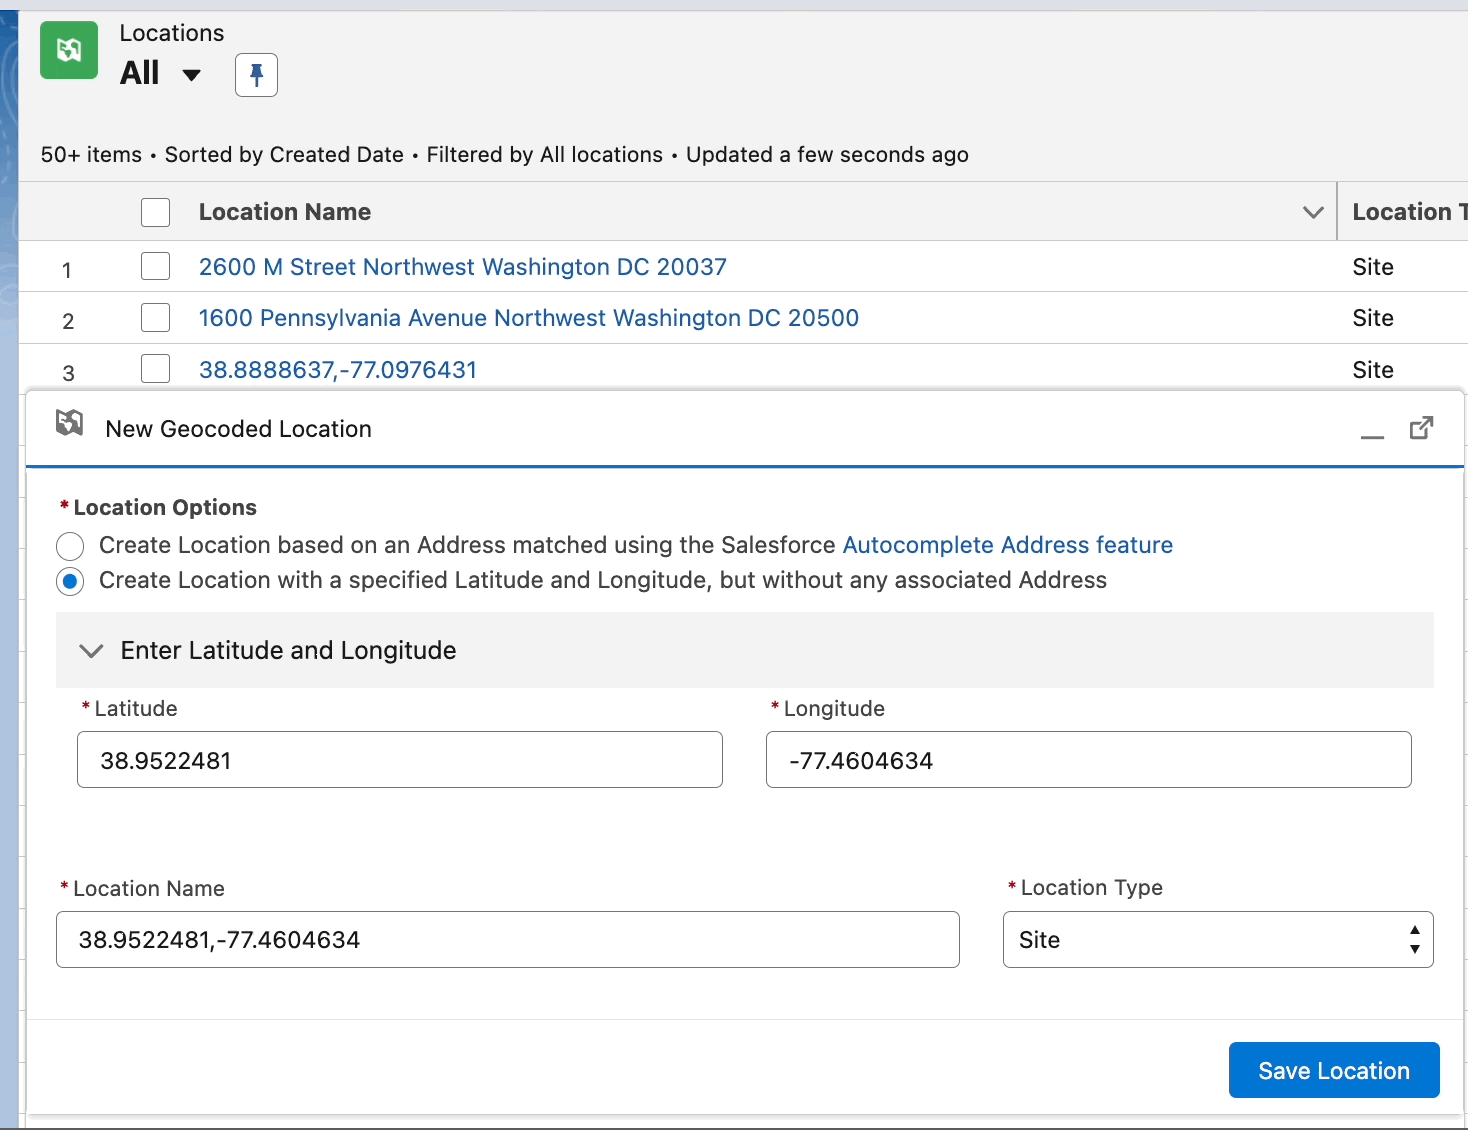 Locations
All
50+ items • Sorted by Created Date • Filtered by All locations • Updated a few seconds ago
Location Name Location T
1 2600 M Street Northwest Washington DC 20037 Site
2 1600 Pennsylvania Avenue Northwest Washington DC 20500 Site
3 38.8888637,-77.0976431 Site
New Geocoded Location
* Location Options
Create Location based on an Address matched using the Salesforce Autocomplete Address feature
Create Location with a specified Latitude and Longitude, but without any associated Address
Enter Latitude and Longitude
* Latitude * Longitude
38.9522481 -77.4604634
* Location Name * Location Type
38.9522481,-77.4604634 Site
Save Location